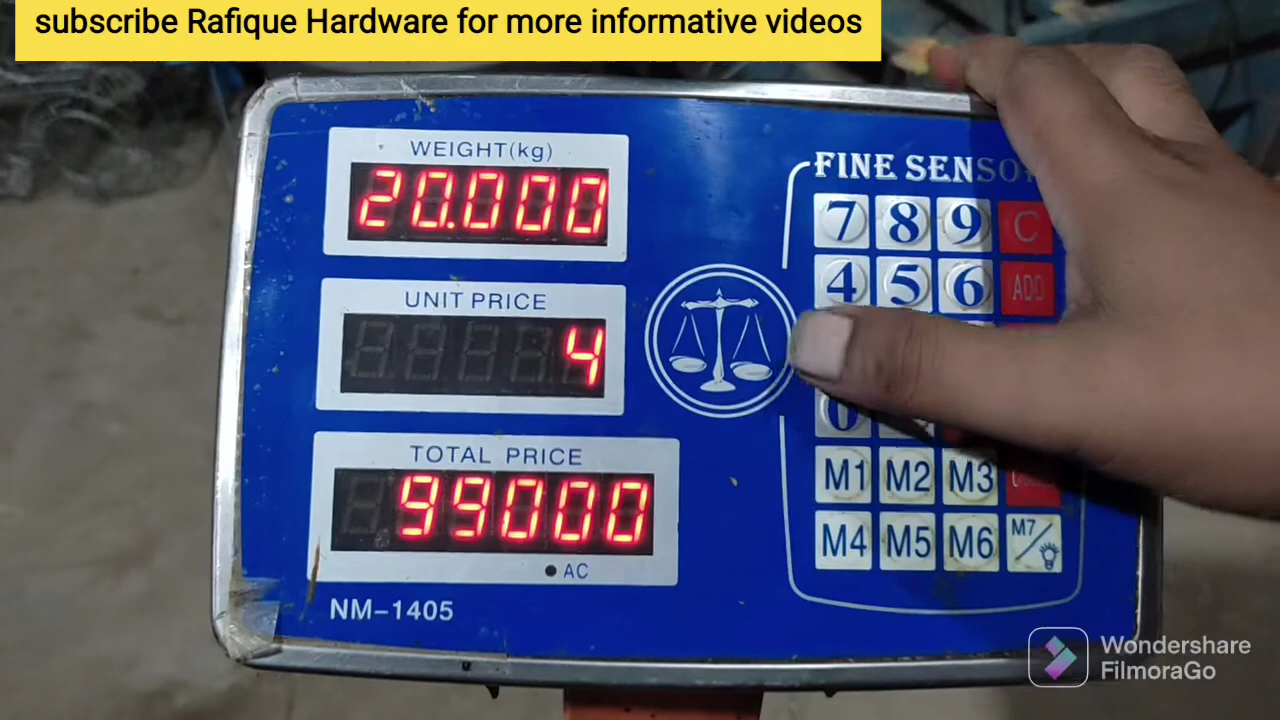 subscribe Rafique Hardware for more informative videos
WEIGHT(kg)
20.000
UNIT PRICE
4
TOTAL PRICE
99000
AC
NM-1405
FINE SENSO
7 8 9 C
4 5 6 ADD
0
M1 M2 M3
M4 M5 M6 M7
Wondershare
FilmoraGo